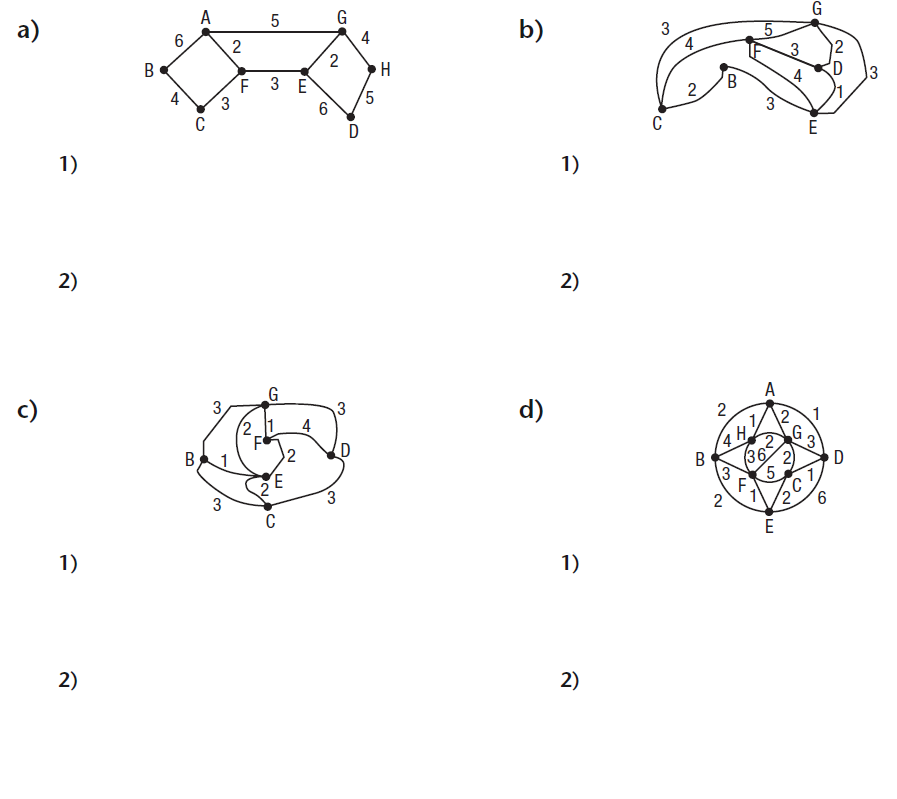 a)
A 5 G
6 2 2 4
B F 3 E H
4 3 6 5
C D
1)
2)
b)
G
3 4 5 3 2
F D 3
2 B 4 1
3
C E
1)
2)
c)
G
3 2 1 4 3
F D
B 1 2
E
2
3 3
C
1)
2)
d)
A
2 1 2 1
4 H 2 G 3
B 3 6 2 D
3 F 5 C 1
2 1 2 6
E
1)
2)